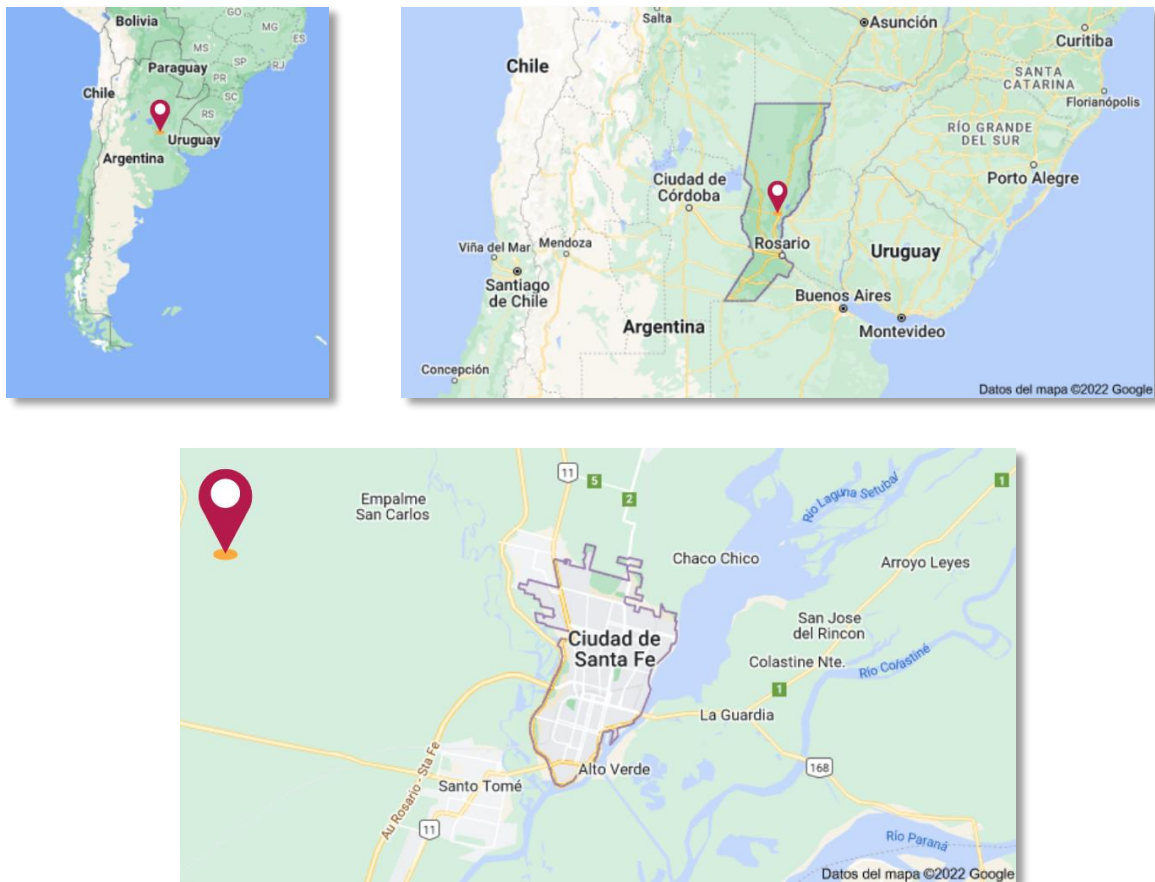 Bolivia
GO
MG
MS
ES
Paraguay
SP
RJ
PR
Chile
SC
RS
Uruguay
Argentina
Salta
Asunción
Curitiba
Chile
SANTA
CATARINA
Florianópolis
RÍO GRANDE
DEL SUR
Ciudad de
Córdoba
Porto Alegre
Viña del Mar
Mendoza
Rosario
Uruguay
Santiago
de Chile
Buenos Aires
Argentina
Montevideo
Concepción
Datos del mapa ©2022 Google
11
5
2
1
Empalme
San Carlos
Río Laguna Setubal
Chaco Chico
Arroyo Leyes
Ciudad de
Santa Fe
San Jose
del Rincon
Colastine Nte.
Río Colastiné
1
La Guardia
Au Rosario - Sta Fe
Alto Verde
168
Santo Tomé
11
Río Paraná
Datos del mapa ©2022 Google